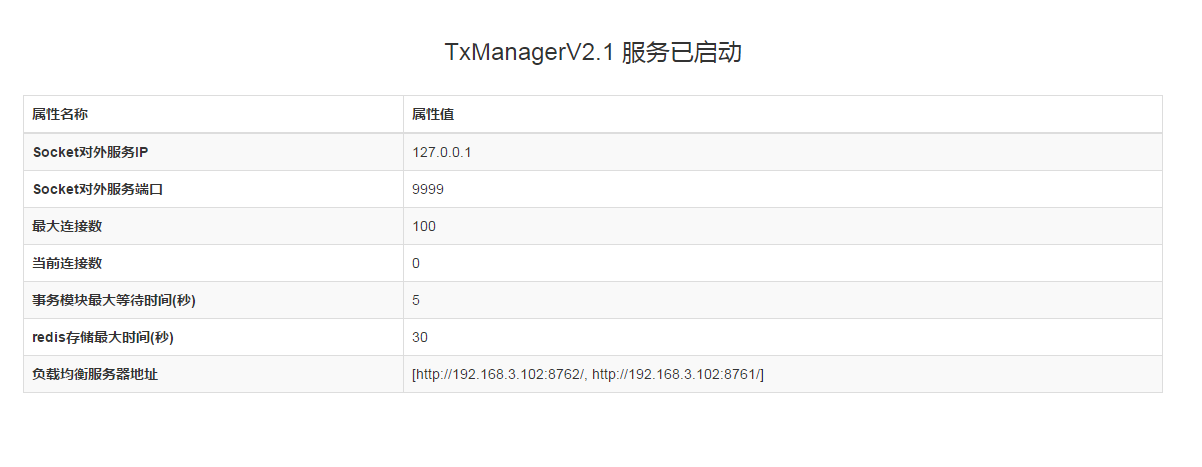 TxManagerV2.1 服务已启动
属性名称 属性值
Socket对外服务IP 127.0.0.1
Socket对外服务端口 9999
最大连接数 100
当前连接数 0
事务模块最大等待时间(秒) 5
redis存储最大时间(秒) 30
负载均衡服务器地址 [http://192.168.3.102:8762/, http://192.168.3.102:8761/]